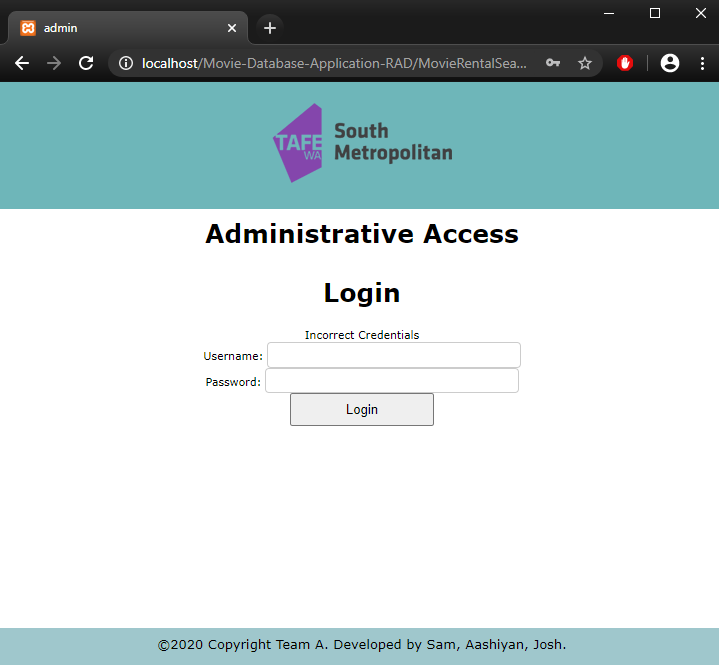 admin
localhost/Movie-Database-Application-RAD/MovieRentalSea...
TAFE
WA
South
Metropolitan
Administrative Access
Login
Incorrect Credentials
Username:
Password:
Login
©2020 Copyright Team A. Developed by Sam, Aashiyan, Josh.